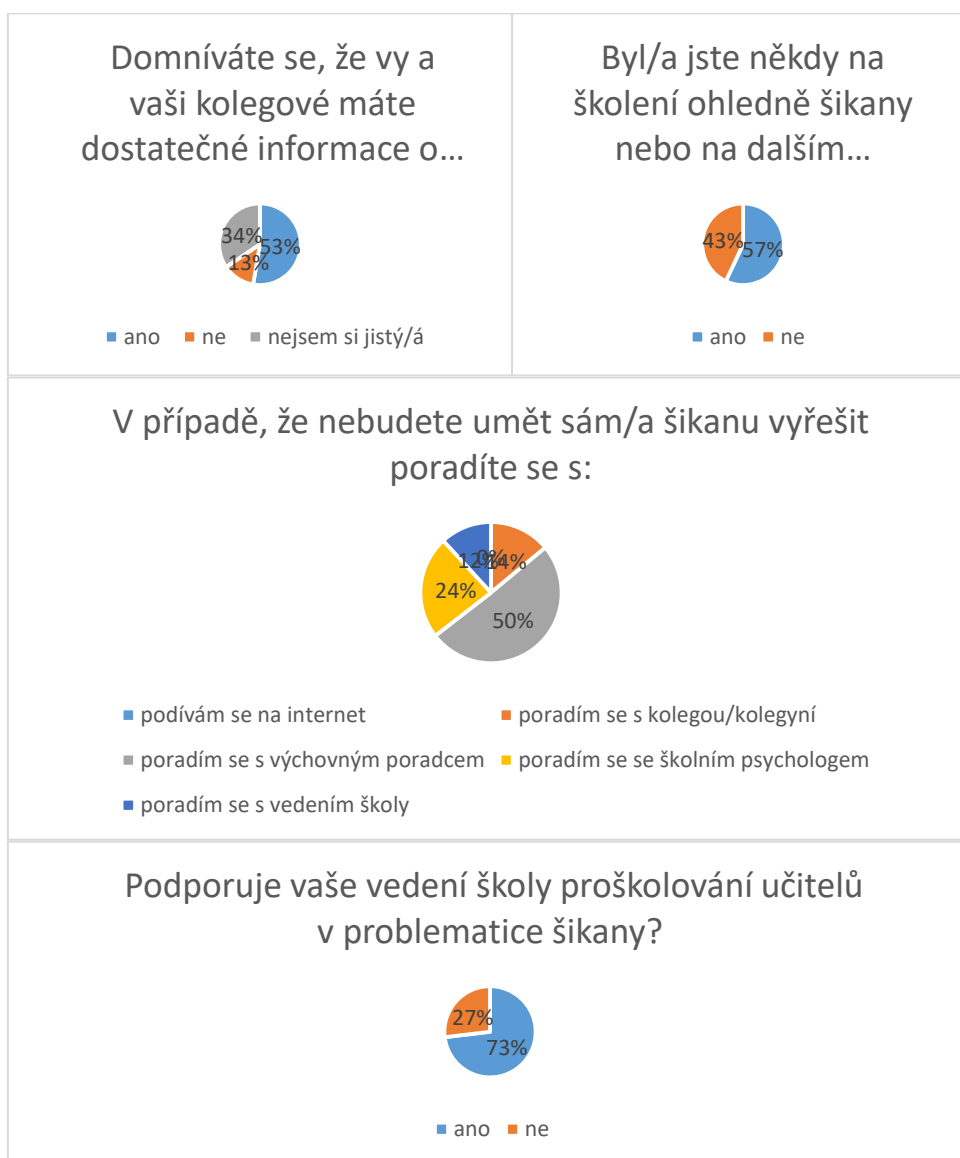 Domníváte se, že vy a
vaši kolegové máte
dostatečné informace o…
34%
53%
13%
ano ne nejsem si jistý/á
Byl/a jste někdy na
školení ohledně šikany
nebo na dalším…
43%
57%
ano ne
V případě, že nebudete umět sám/a šikanu vyřešit
poradíte se s:
12% 0% 14%
24%
50%
podívám se na internet poradím se s kolegou/kolegyní
poradím se s výchovným poradcem poradím se se školním psychologem
poradím se s vedením školy
Podporuje vaše vedení školy proškolování učitelů
v problematice šikany?
27%
73%
ano ne